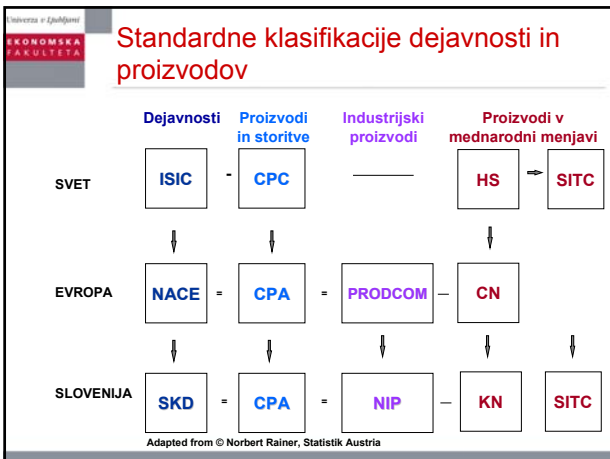 Univerza v Ljubljani
EKONOMSKA
FAKULTETA
Standardne klasifikacije dejavnosti in
proizvodov
Dejavnosti Proizvodi Industrijski Proizvodi v
in storitve proizvodi mednarodni menjavi
SVET ISIC - CPC HS SITC
EVROPA NACE = CPA = PRODCOM — CN
SLOVENIJA SKD = CPA = NIP — KN SITC
Adapted from © Norbert Rainer, Statistik Austria